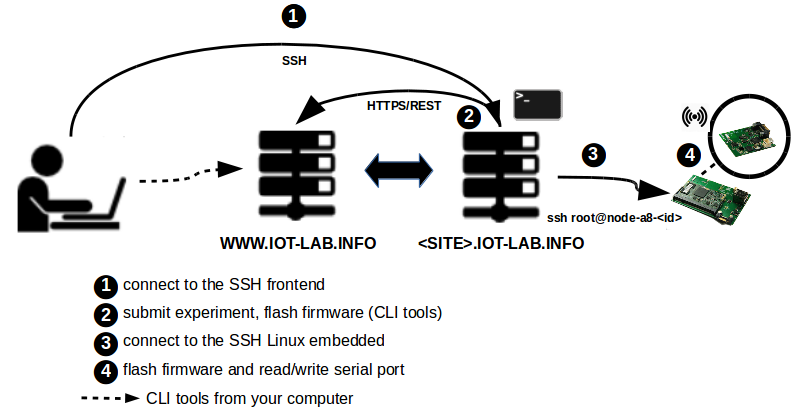 1
SSH
HTTPS/REST
>_
2
3
4
ssh root@node-a8-<id>
WWW.IOT-LAB.INFO
<SITE>.IOT-LAB.INFO
1 connect to the SSH frontend
2 submit experiment, flash firmware (CLI tools)
3 connect to the SSH Linux embedded
4 flash firmware and read/write serial port
CLI tools from your computer